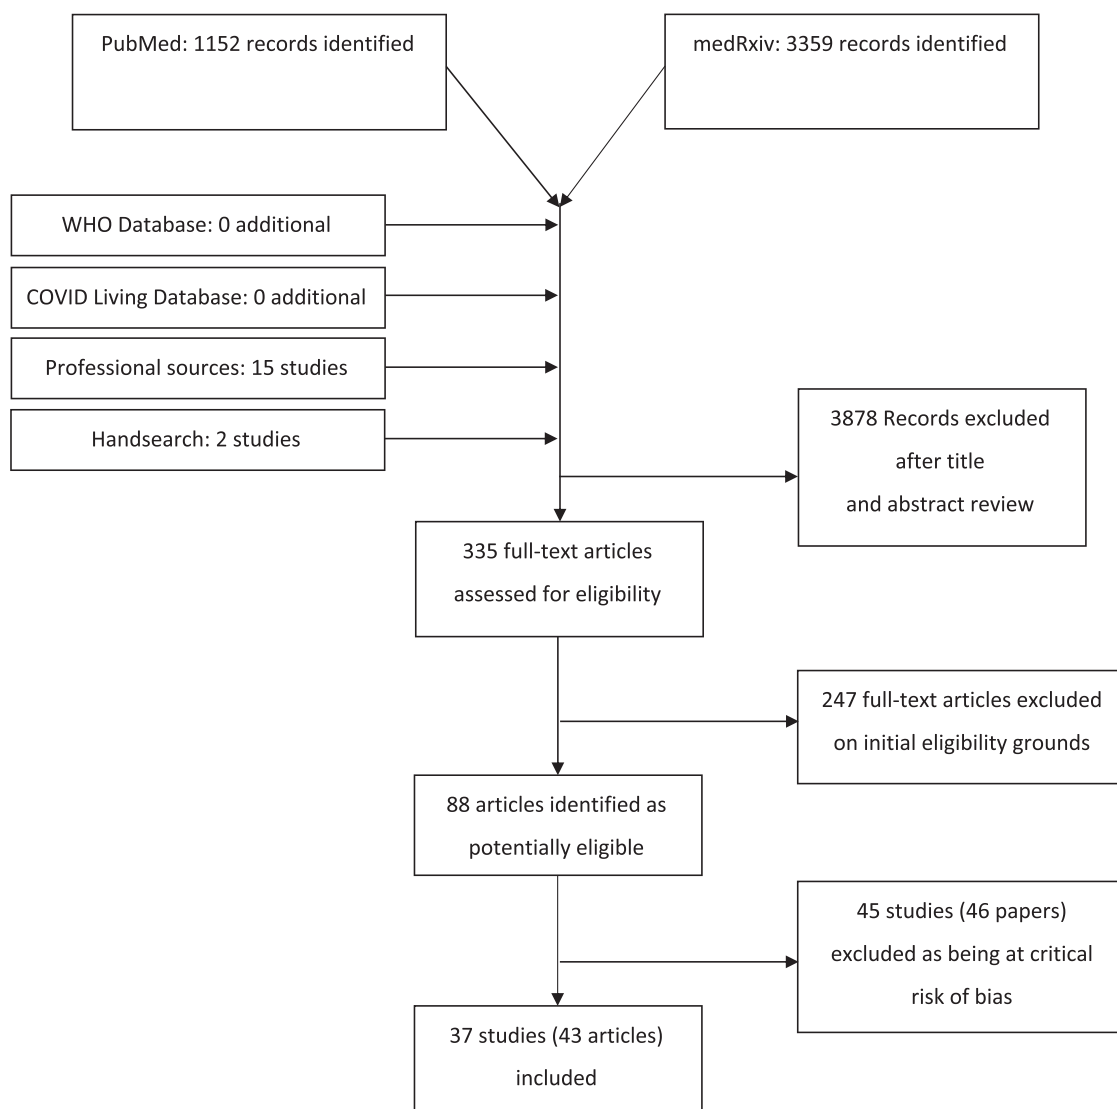 PubMed: 1152 records identified
medRxiv: 3359 records identified
WHO Database: 0 additional
COVID Living Database: 0 additional
Professional sources: 15 studies
Handsearch: 2 studies
3878 Records excluded
after title
and abstract review
335 full-text articles
assessed for eligibility
247 full-text articles excluded
on initial eligibility grounds
88 articles identified as
potentially eligible
45 studies (46 papers)
excluded as being at critical
risk of bias
37 studies (43 articles)
included